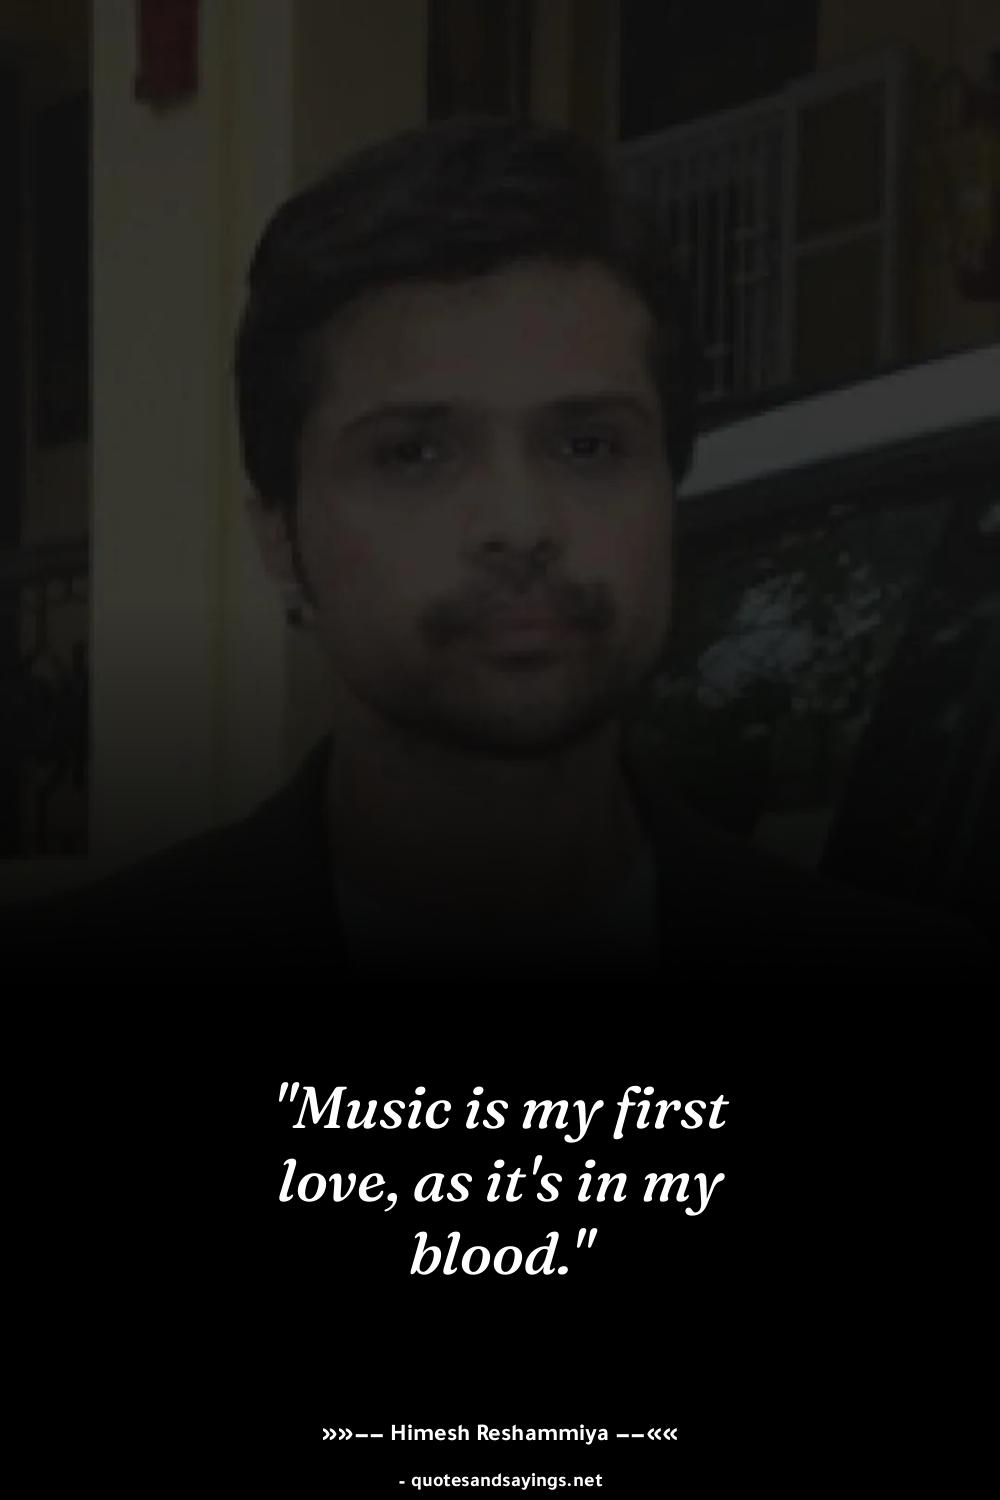 "Music is my first
love, as it's in my
blood."
»»–– Himesh Reshammiya ––««
- quotesandsayings.net